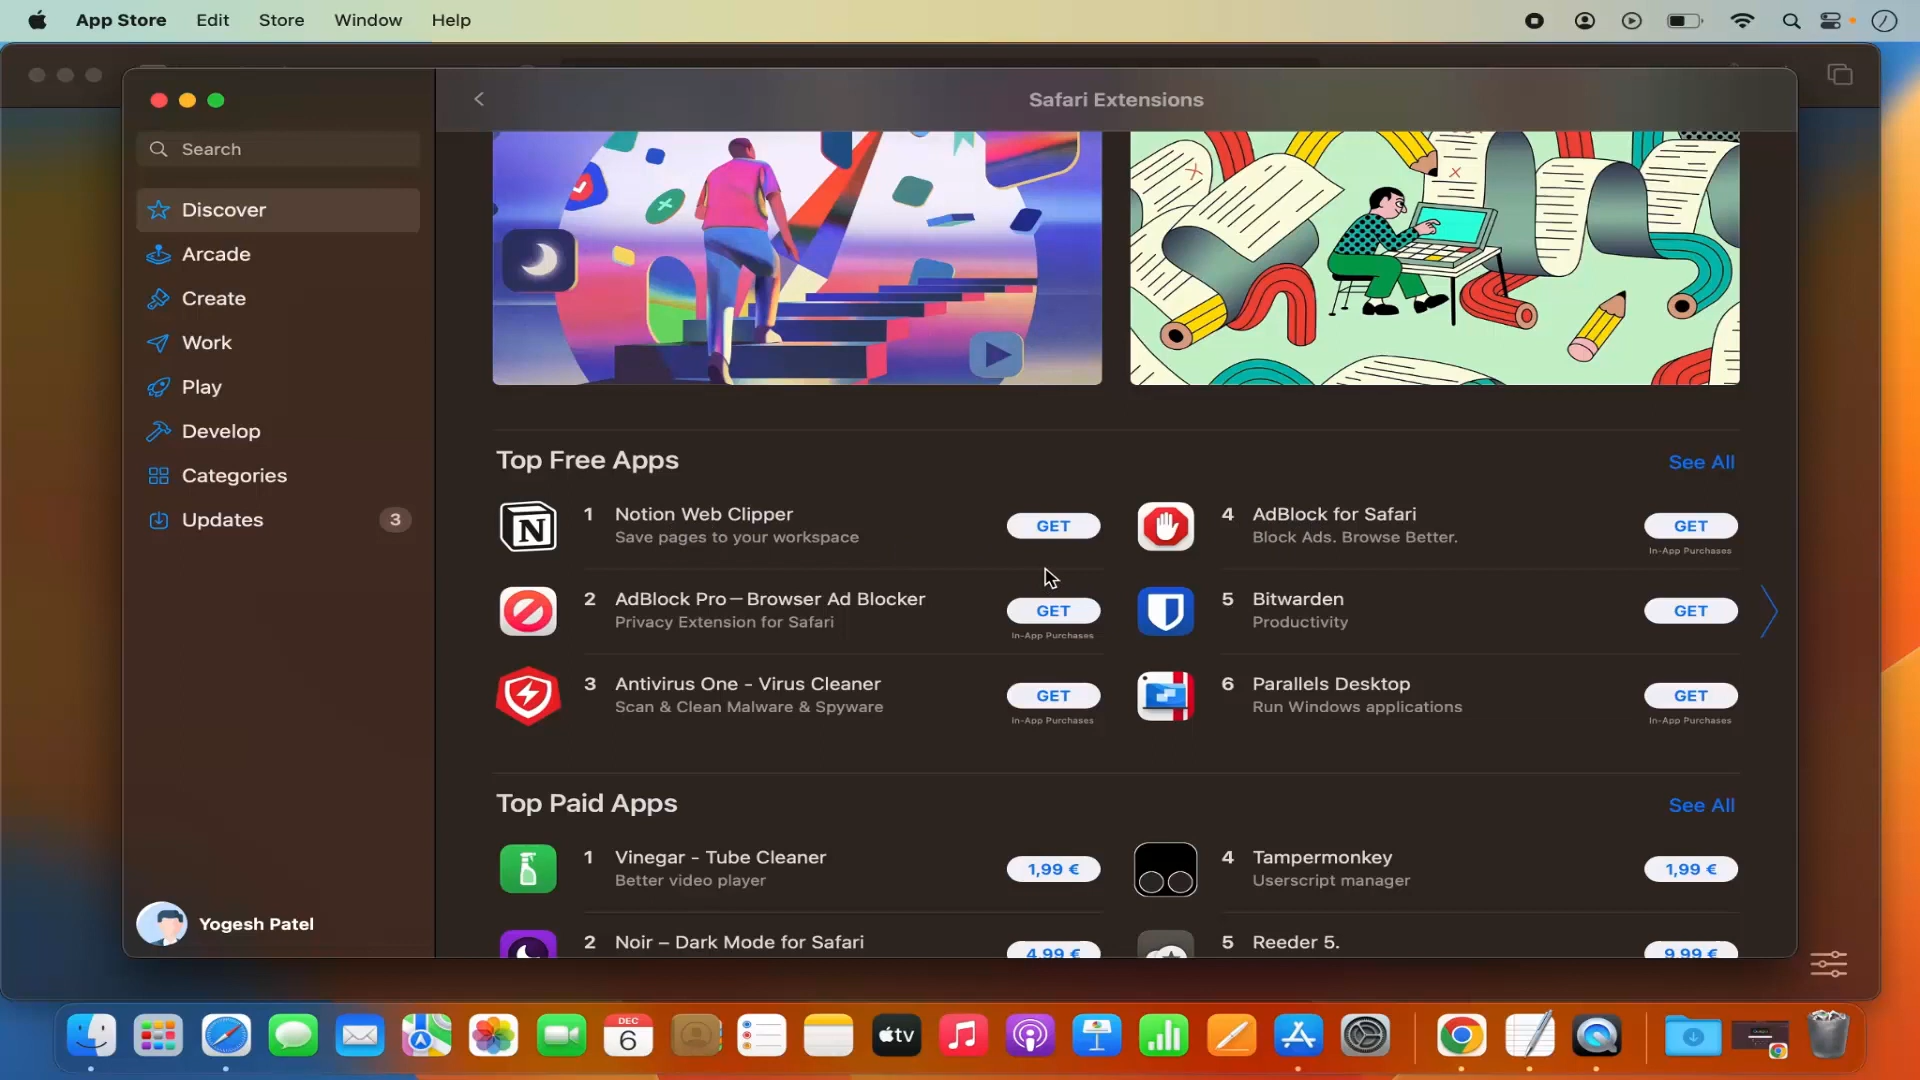 App Store Edit Store Window Help
Safari Extensions
Search
Discover
Arcade
Create
Work
Play
Develop
Categories
Updates 3
Yogesh Patel
Top Free Apps See All
1 Notion Web Clipper GET
Save pages to your workspace
4 AdBlock for Safari GET
Block Ads. Browse Better. In-App Purchases
2 AdBlock Pro — Browser Ad Blocker GET
Privacy Extension for Safari In-App Purchases
5 Bitwarden GET
Productivity
3 Antivirus One - Virus Cleaner GET
Scan & Clean Malware & Spyware In-App Purchases
6 Parallels Desktop GET
Run Windows applications In-App Purchases
Top Paid Apps See All
1 Vinegar - Tube Cleaner 1,99 €
Better video player
4 Tampermonkey 1,99 €
Userscript manager
2 Noir – Dark Mode for Safari 4,99 €
5 Reeder 5. 9,99 €
DEC
6
tv